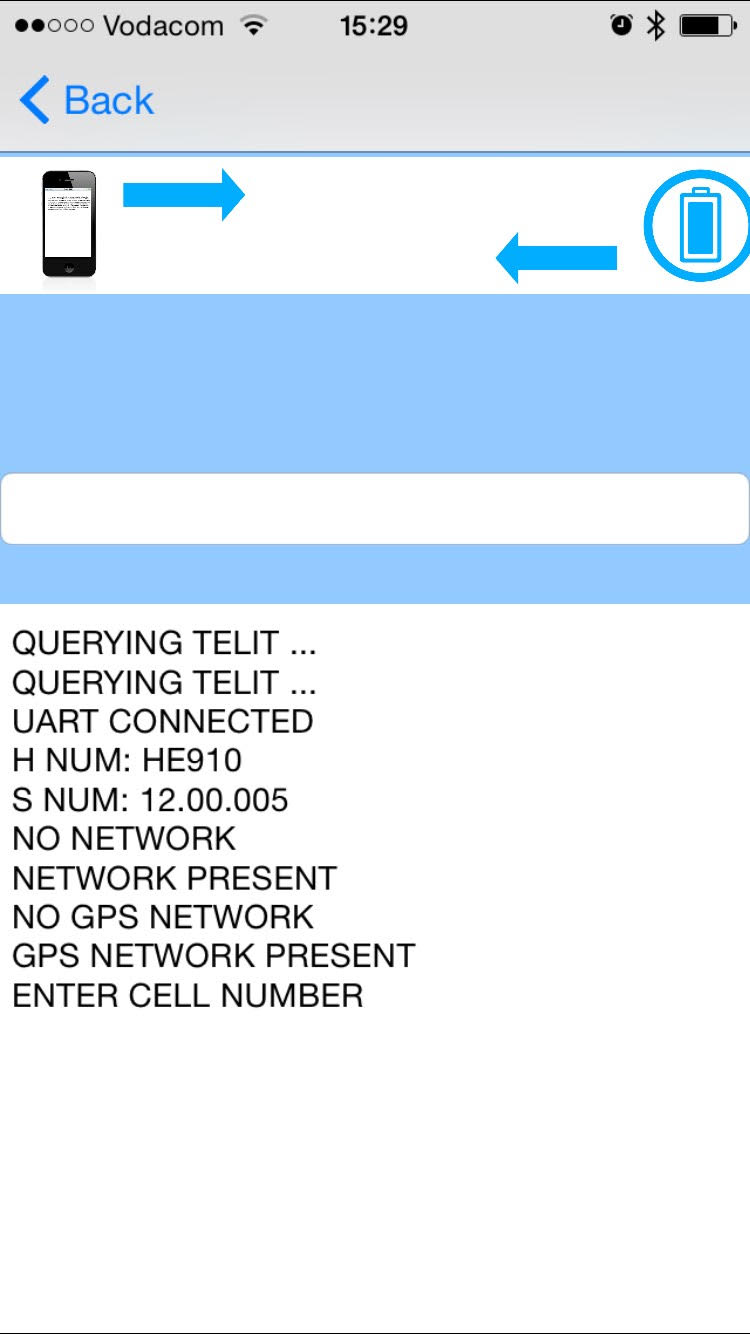 Vodacom 15:29
Back
QUERYING TELIT ...
QUERYING TELIT ...
UART CONNECTED
H NUM: HE910
S NUM: 12.00.005
NO NETWORK
NETWORK PRESENT
NO GPS NETWORK
GPS NETWORK PRESENT
ENTER CELL NUMBER